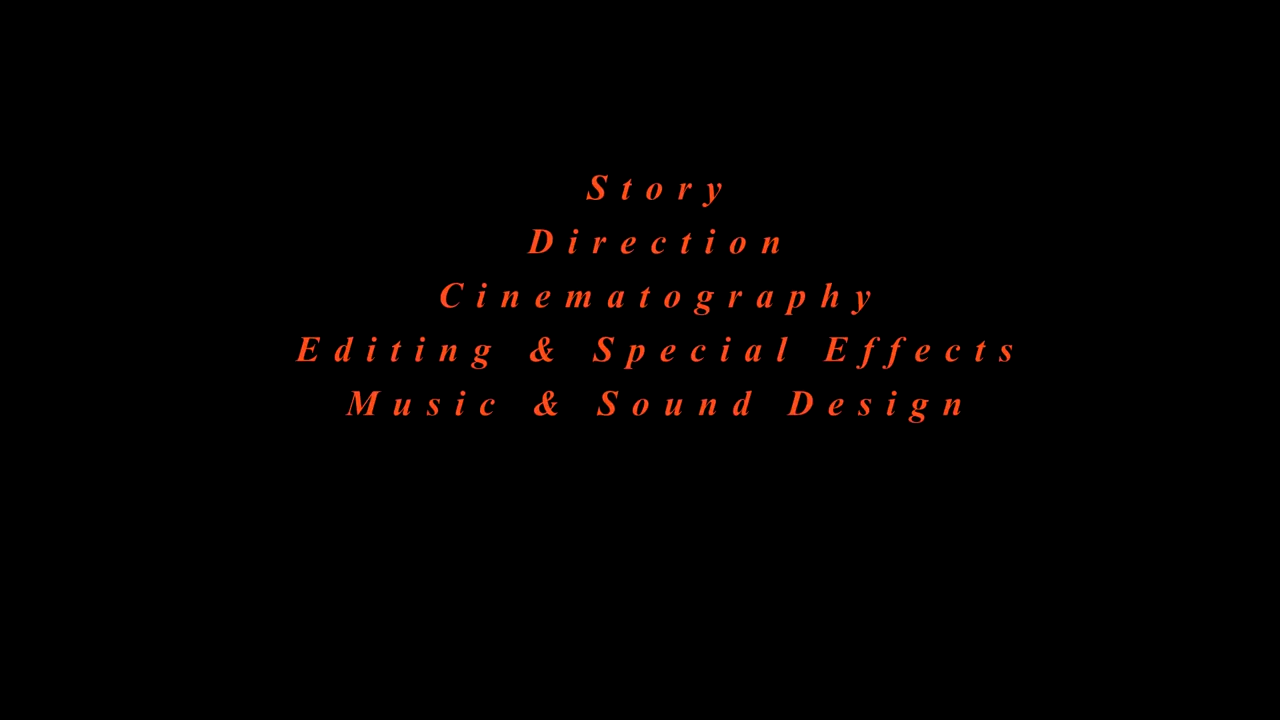 Story
Direction
Cinematography
Editing & Special Effects
Music & Sound Design